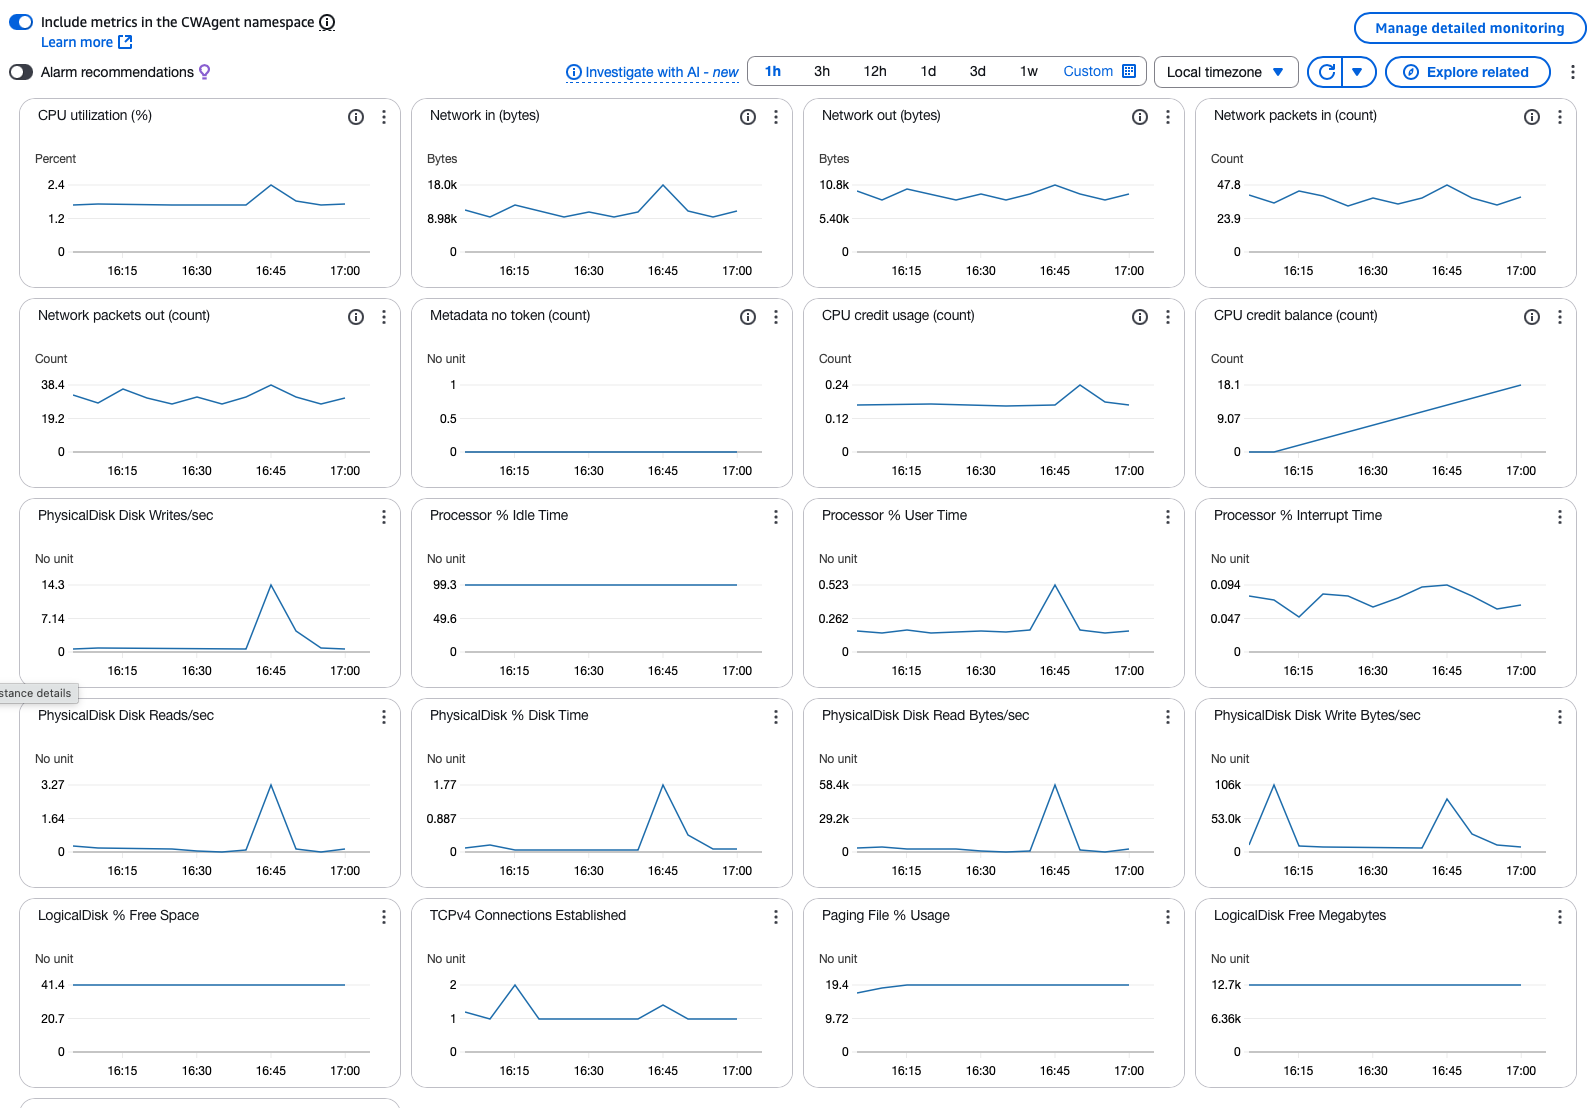 Include metrics in the CWAgent namespace
Learn more
Manage detailed monitoring
Alarm recommendations
Investigate with AI - new
1h 3h 12h 1d 3d 1w Custom
Local timezone
Explore related
CPU utilization (%)
Percent
2.4
1.2
0
16:15 16:30 16:45 17:00
Network in (bytes)
Bytes
18.0k
8.98k
0
16:15 16:30 16:45 17:00
Network out (bytes)
Bytes
10.8k
5.40k
0
16:15 16:30 16:45 17:00
Network packets in (count)
Count
47.8
23.9
0
16:15 16:30 16:45 17:00
Network packets out (count)
Count
38.4
19.2
0
16:15 16:30 16:45 17:00
Metadata no token (count)
No unit
1
0.5
0
16:15 16:30 16:45 17:00
CPU credit usage (count)
Count
0.24
0.12
0
16:15 16:30 16:45 17:00
CPU credit balance (count)
Count
18.1
9.07
0
16:15 16:30 16:45 17:00
PhysicalDisk Disk Writes/sec
No unit
14.3
7.14
0
16:15 16:30 16:45 17:00
Processor % Idle Time
No unit
99.3
49.6
0
16:15 16:30 16:45 17:00
Processor % User Time
No unit
0.523
0.262
0
16:15 16:30 16:45 17:00
Processor % Interrupt Time
No unit
0.094
0.047
0
16:15 16:30 16:45 17:00
stance details
PhysicalDisk Disk Reads/sec
No unit
3.27
1.64
0
16:15 16:30 16:45 17:00
PhysicalDisk % Disk Time
No unit
1.77
0.887
0
16:15 16:30 16:45 17:00
PhysicalDisk Disk Read Bytes/sec
No unit
58.4k
29.2k
0
16:15 16:30 16:45 17:00
PhysicalDisk Disk Write Bytes/sec
No unit
106k
53.0k
0
16:15 16:30 16:45 17:00
LogicalDisk % Free Space
No unit
41.4
20.7
0
16:15 16:30 16:45 17:00
TCPv4 Connections Established
No unit
2
1
0
16:15 16:30 16:45 17:00
Paging File % Usage
No unit
19.4
9.72
0
16:15 16:30 16:45 17:00
LogicalDisk Free Megabytes
No unit
12.7k
6.36k
0
16:15 16:30 16:45 17:00